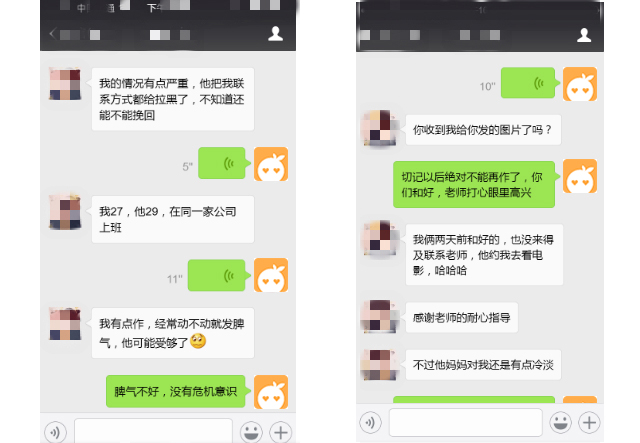 下午
我的情况有点严重，他把我联
系方式都给拉黑了，不知道还
能不能挽回
5"
我27，他29，在同一家公司
上班
11"
我有点作，经常动不动就发脾
气，他可能受够了
脾气不好，没有危机意识
10"
你收到我给你发的图片了吗？
切记以后绝对不能再作了，你
们和好，老师打心眼里高兴
我俩两天前和好的，也没来得
及联系老师，他约我去看电
影，哈哈哈
感谢老师的耐心指导
不过他妈妈对我还是有点冷淡